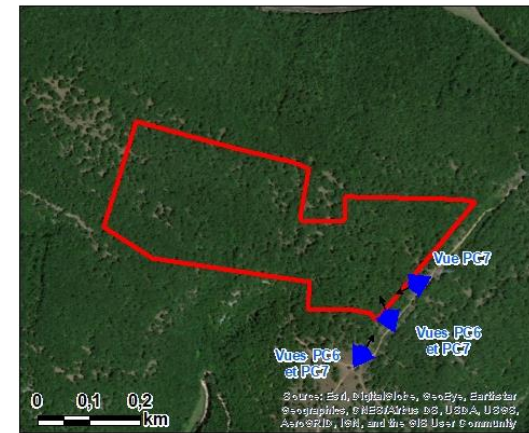 Vue PC7
Vues PC6
et PC7
Vues PC6
et PC7
0 0,1 0,2
km
Source: Esri, DigitalGlobe, GeoEye, Earthstar
Geographics, CNES/Airbus DS, USDA, USGS,
AeroGRID, IGN, and the GIS User Community